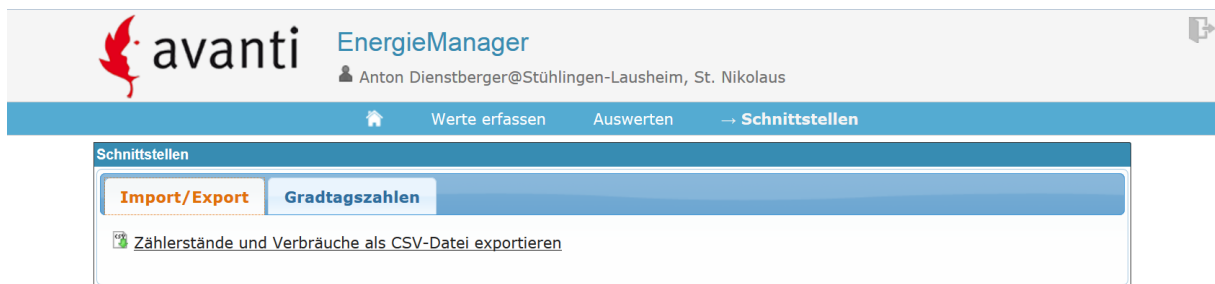 avanti
EnergieManager
Anton Dienstberger@Stühlingen-Lausheim, St. Nikolaus
Werte erfassen Auswerten → Schnittstellen
Schnittstellen
Import/Export Gradtagszahlen
Zählerstände und Verbräuche als CSV-Datei exportieren